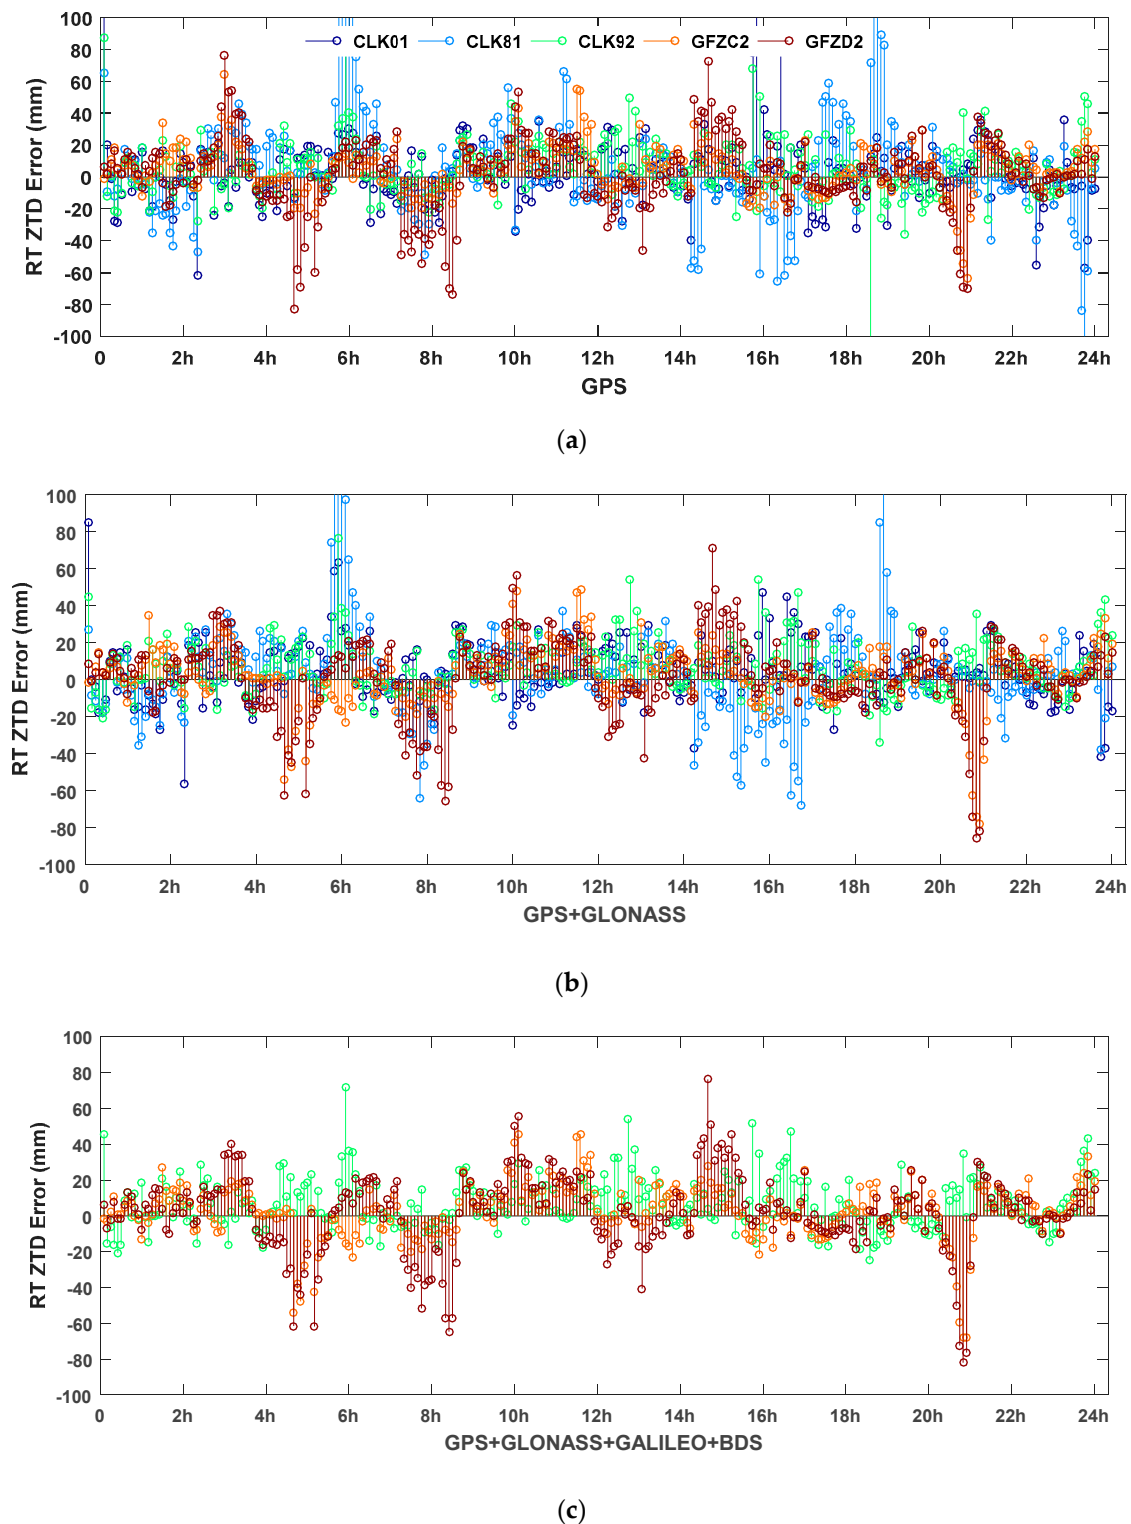 CLK01 CLK81 CLK92 GFZC2 GFZD2
RT ZTD Error (mm)
100
80
60
40
20
0
-20
-40
-60
-80
-100
0 2h 4h 6h 8h 10h 12h 14h 16h 18h 20h 22h 24h
GPS
(a)
RT ZTD Error (mm)
100
80
60
40
20
0
-20
-40
-60
-80
-100
0 2h 4h 6h 8h 10h 12h 14h 16h 18h 20h 22h 24h
GPS+GLONASS
(b)
RT ZTD Error (mm)
100
80
60
40
20
0
-20
-40
-60
-80
-100
0 2h 4h 6h 8h 10h 12h 14h 16h 18h 20h 22h 24h
GPS+GLONASS+GALILEO+BDS
(c)